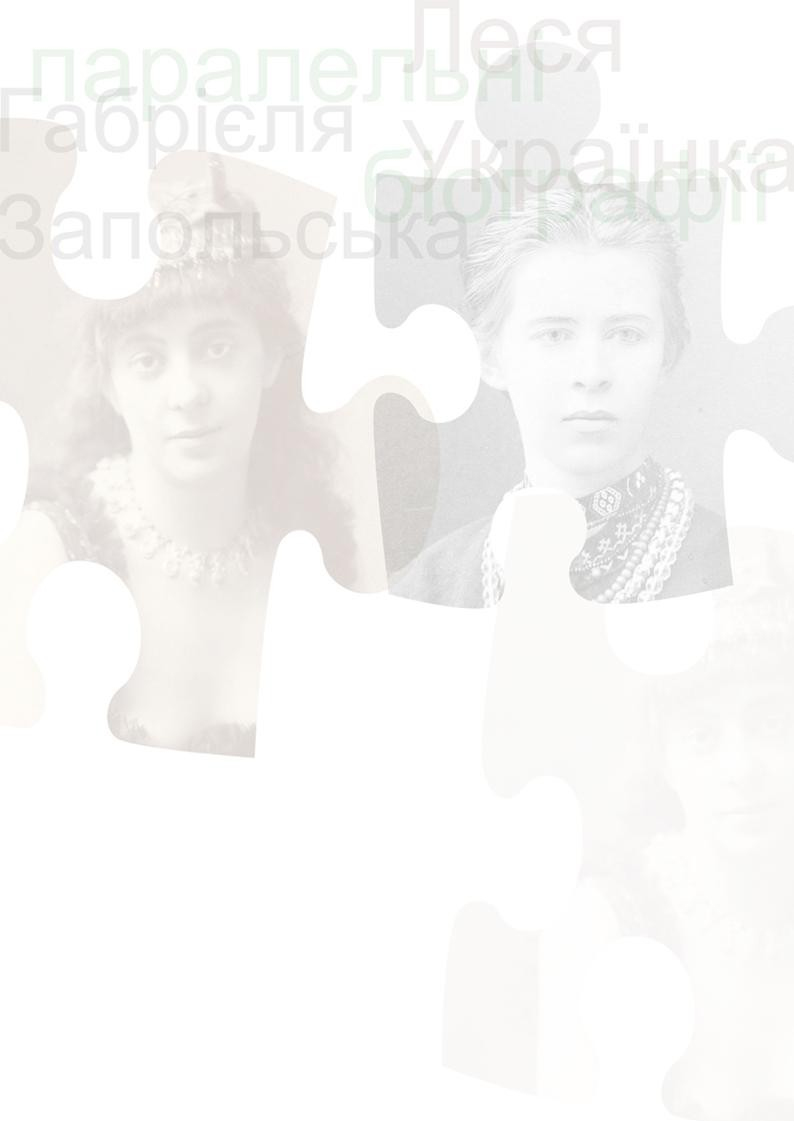 Леся
паралельні
Габрієля
Українка
біографії
Запольська